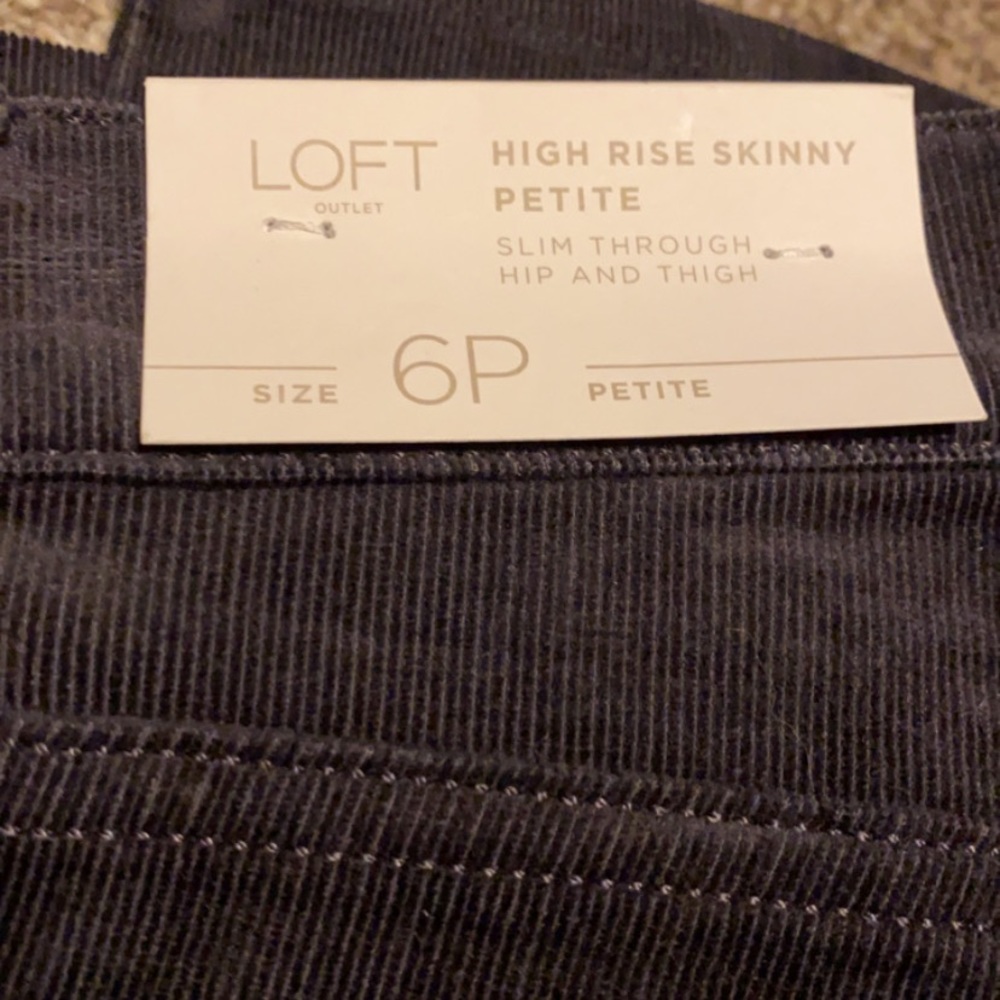 LOFT
OUTLET
HIGH RISE SKINNY
PETITE
SLIM THROUGH
HIP AND THIGH
SIZE 6P PETITE